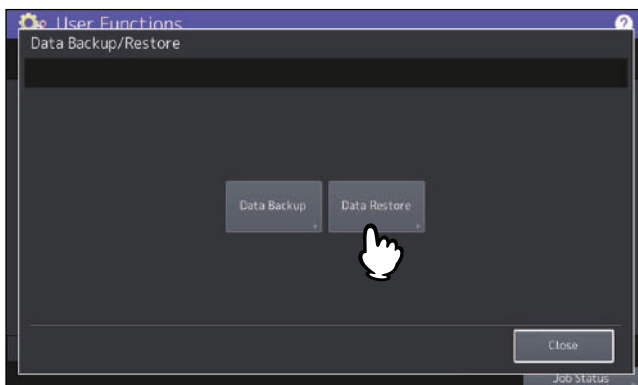 User Functions
?
Data Backup/Restore
Data Backup
Data Restore
Close
Job Status